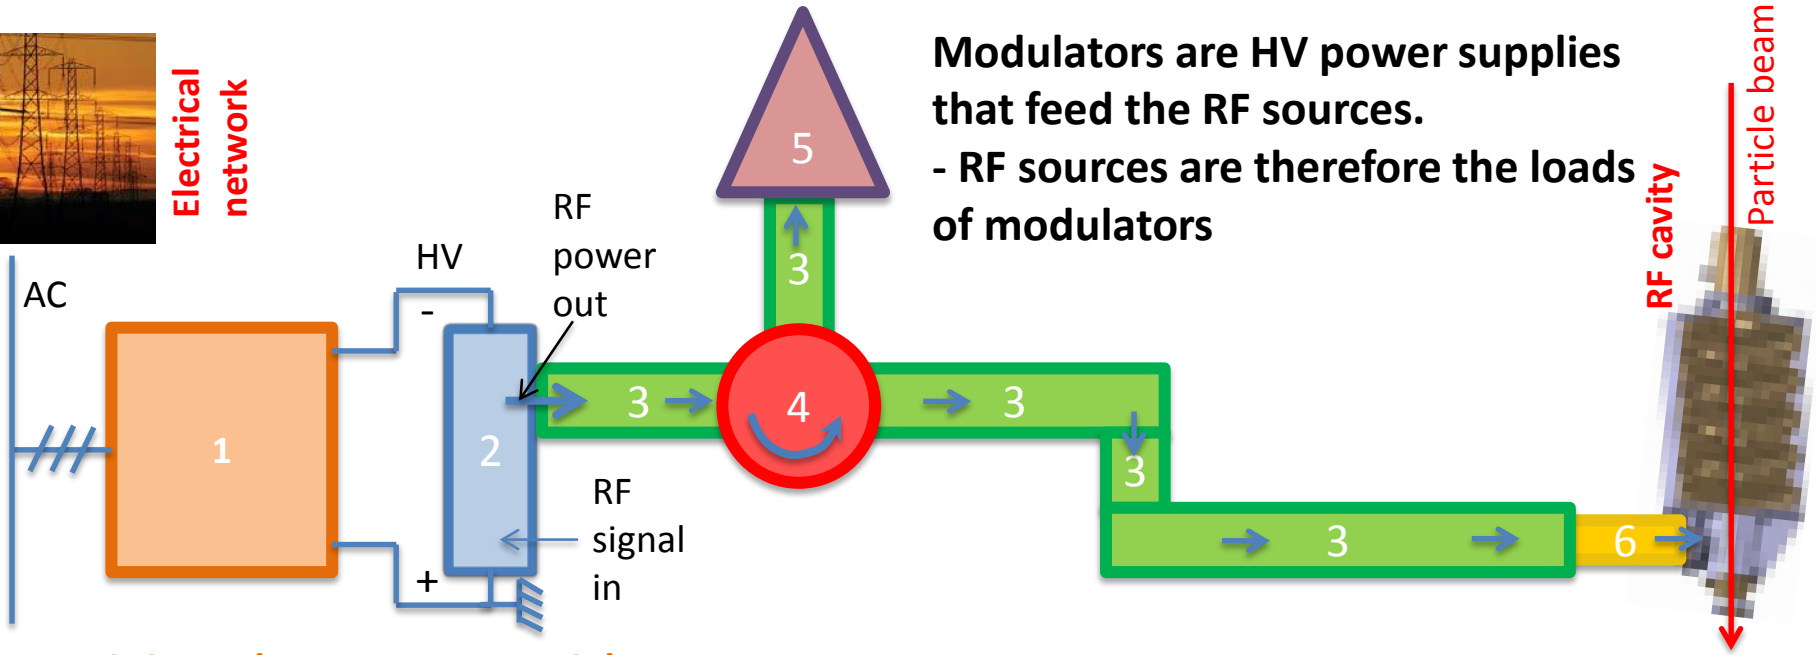 Electrical
network
Modulators are HV power supplies
that feed the RF sources.
- RF sources are therefore the loads
of modulators
Particle beam
RF cavity
RF
power
out
HV
-
AC
1
2
3
4
5
3
3
3
3
6
RF
signal
in
+